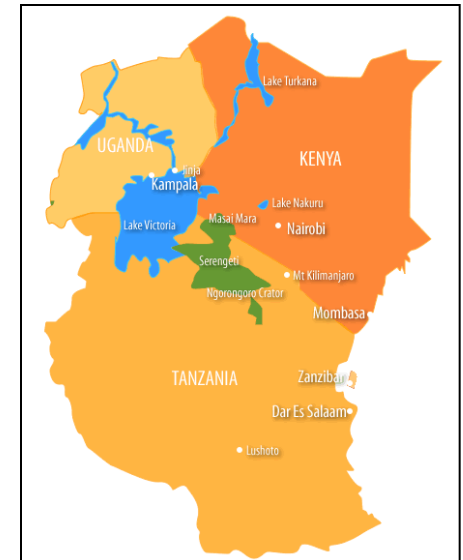 Lake Turkana
UGANDA
KENYA
Jinja
Kampala
Lake Nakuru
Masai Mara
Lake Victoria
Nairobi
Serengeti
Mt Kilimanjaro
Ngorongoro Crator
Mombasa
TANZANIA
Zanzibar
Dar Es Salaam
Lushoto